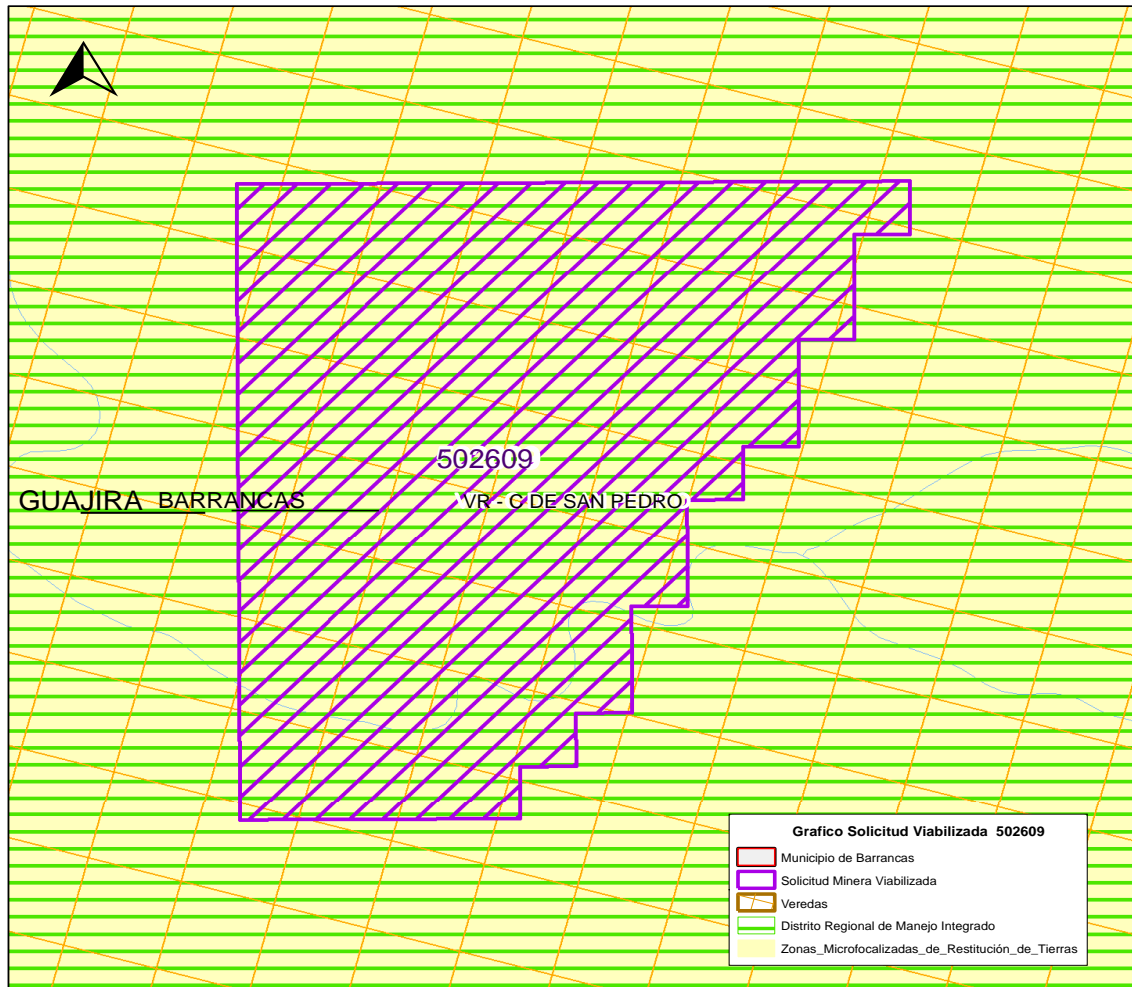 502609
GUAJIRA BARRANCAS VR - C DE SAN PEDRO
Grafico Solicitud Viabilizada 502609
Municipio de Barrancas
Solicitud Minera Viabilizada
Veredas
Distrito Regional de Manejo Integrado
Zonas_Microfocalizadas_de_Restitución_de_Tierras